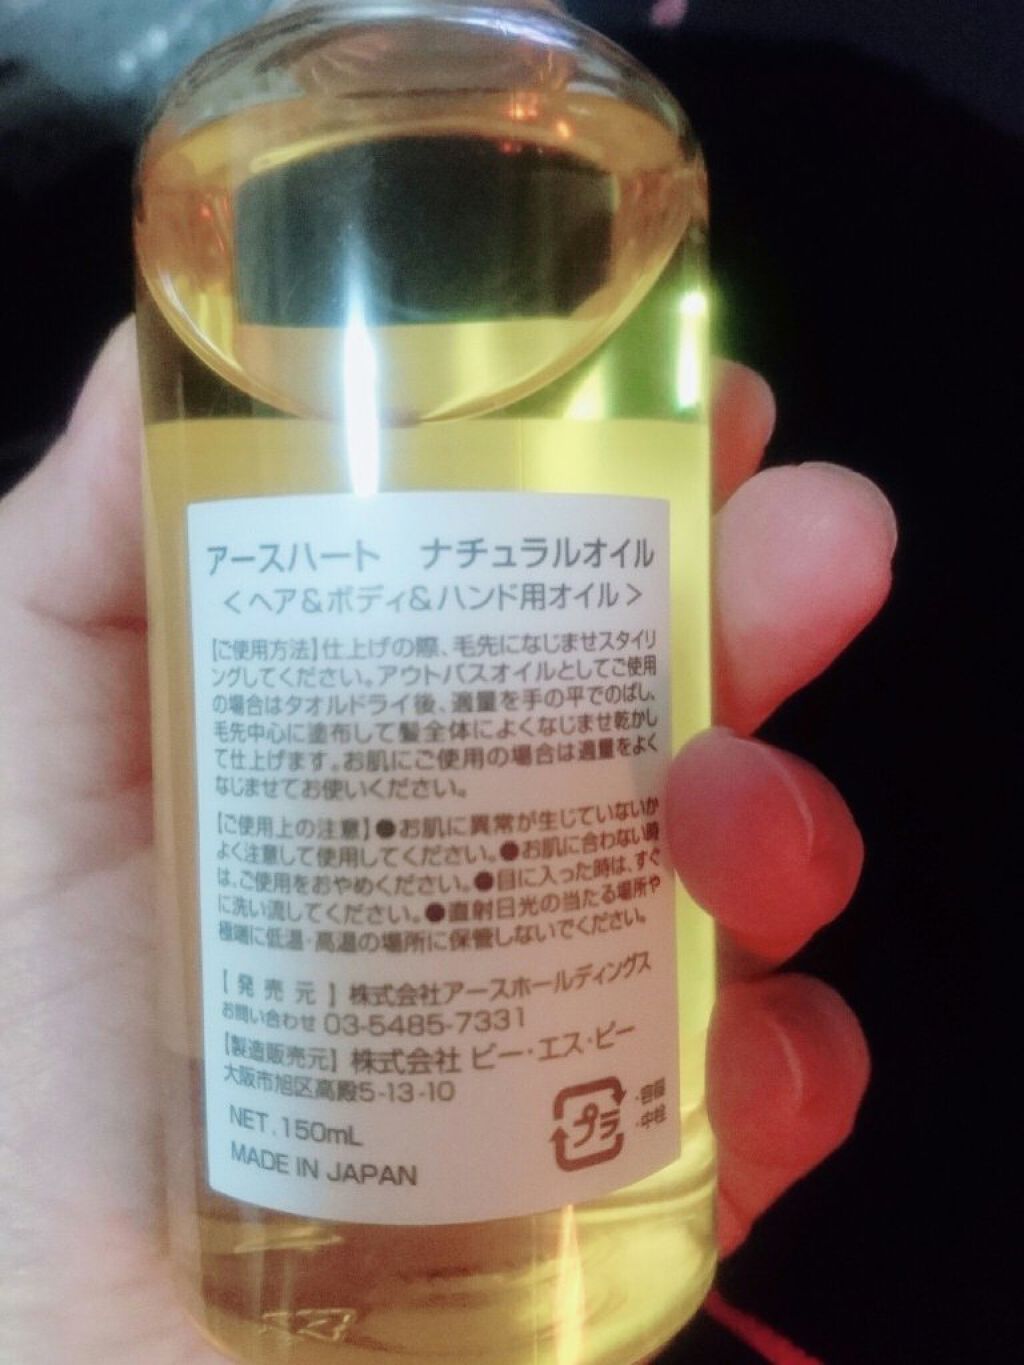 アースハート ナチュラルオイル
<ヘア&ボディ&ハンド用オイル>
【ご使用方法】仕上げの際、毛先になじませスタイリ
ングしてください。アウトバスオイルとしてご使用
の場合はタオルドライ後、適量を手の平でのばし、
毛先中心に塗布して髪全体によくなじませ乾かし
て仕上げます。お肌にご使用の場合は適量をよく
なじませてお使いください。
【ご使用上の注意】●お肌に異常が生じていないか
よく注意して使用してください。●お肌に合わない時
は、ご使用をおやめください。●目に入った時は、すぐ
に洗い流してください。●直射日光の当たる場所や
極端に低温・高温の場所に保管しないでください。
【発売元】株式会社アースホールディングス
お問い合わせ 03-5485-7331
【製造販売元】株式会社 ビー・エス・ピー
大阪市旭区高殿5-13-10
NET.150mL
MADE IN JAPAN
プラ
・容器
・中栓